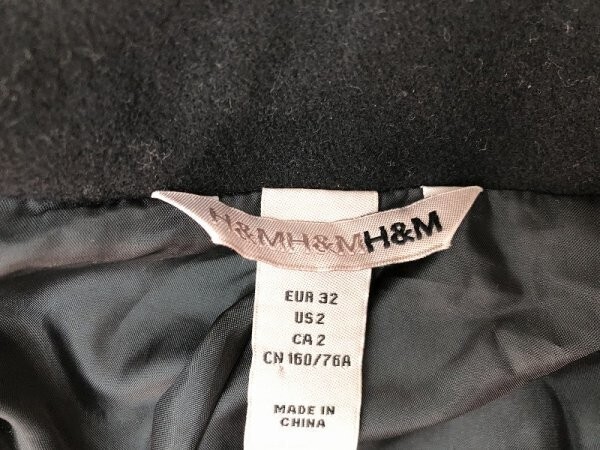 H&MH&MH&M
EUR 32
US 2
CA 2
CN 160/76A
MADE IN
CHINA